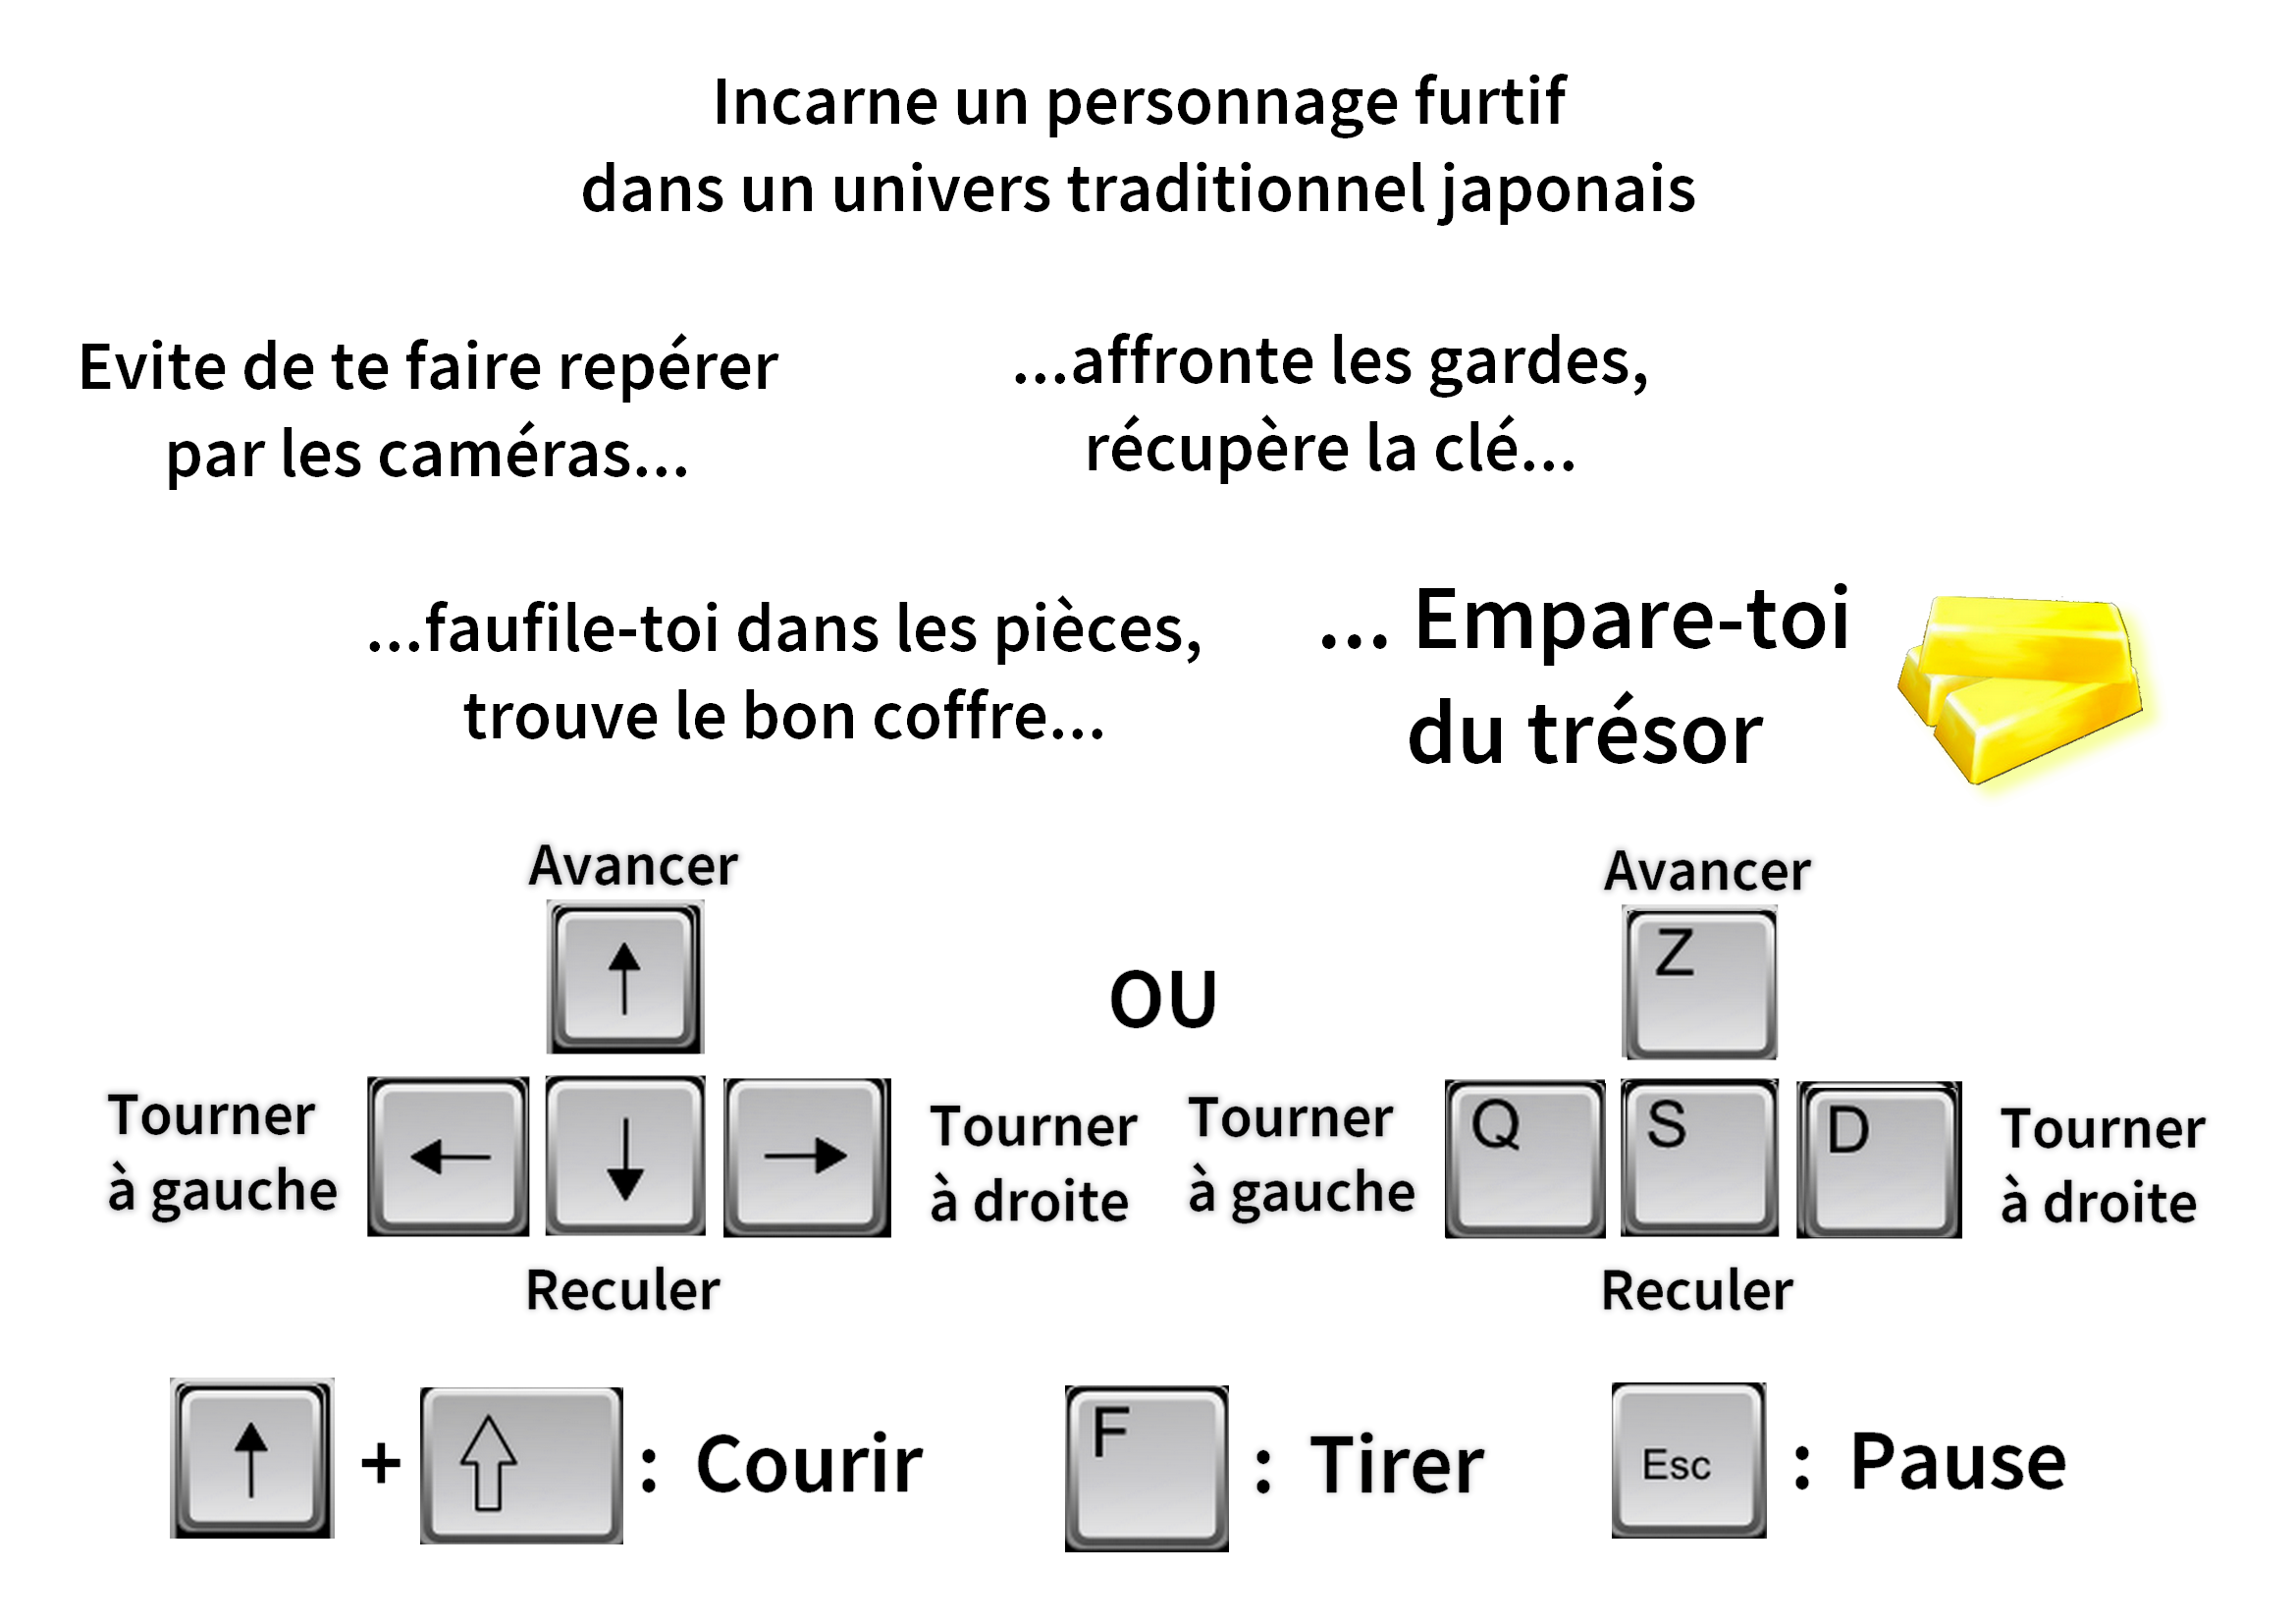 Incarne un personnage furtif
dans un univers traditionnel japonais
Evite de te faire repérer
par les caméras...
...affronte les gardes,
récupère la clé...
...faufile-toi dans les pièces,
trouve le bon coffre...
... Empare-toi
du trésor
Avancer
↑
Tourner
à gauche
← ↓ →
Tourner
à droite
Reculer
OU
Avancer
Z
Tourner
à gauche
Q S D
Tourner
à droite
Reculer
↑ + ⇧ : Courir
F : Tirer
Esc : Pause